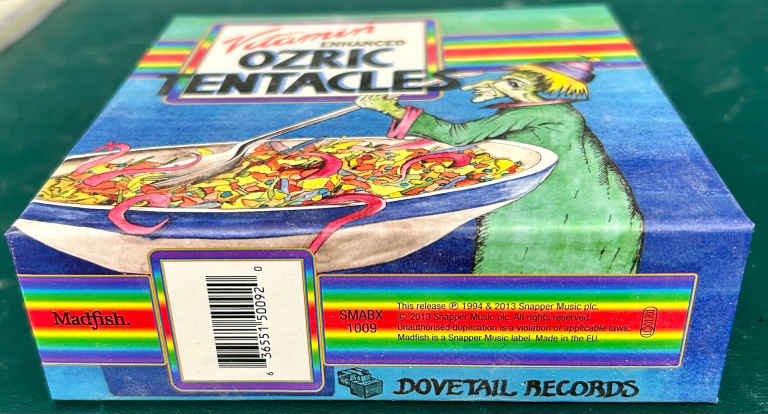 Vitamin
ENHANCED
OZRIC
TENTACLES
Madfish.
6 36551 50092 0
SMABX
1009
This release ℗ 1994 & 2013 Snapper Music plc.
© 2013 Snapper Music plc. All rights reserved.
Unauthorised duplication is a violation of applicable laws.
Madfish is a Snapper Music label. Made in the EU.
DOVETAIL RECORDS